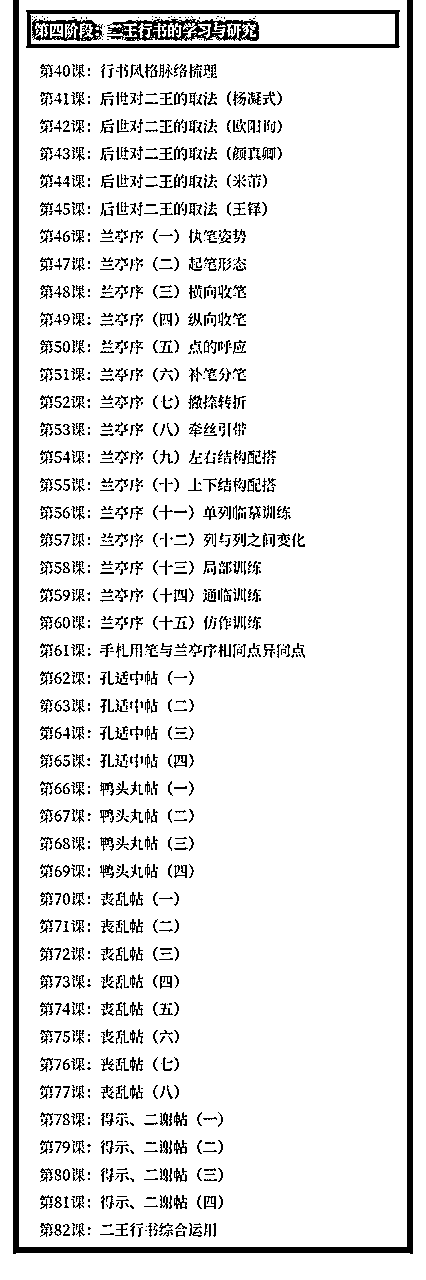 第四阶段：二王行书的学习与研究
第40课：行书风格脉络梳理
第41课：后世对二王的取法（杨凝式）
第42课：后世对二王的取法（欧阳询）
第43课：后世对二王的取法（颜真卿）
第44课：后世对二王的取法（米芾）
第45课：后世对二王的取法（王铎）
第46课：兰亭序（一）执笔姿势
第47课：兰亭序（二）起笔形态
第48课：兰亭序（三）横向收笔
第49课：兰亭序（四）纵向收笔
第50课：兰亭序（五）点的呼应
第51课：兰亭序（六）补笔分笔
第52课：兰亭序（七）撇捺转折
第53课：兰亭序（八）牵丝引带
第54课：兰亭序（九）左右结构配搭
第55课：兰亭序（十）上下结构配搭
第56课：兰亭序（十一）单列临摹训练
第57课：兰亭序（十二）列与列之间变化
第58课：兰亭序（十三）局部训练
第59课：兰亭序（十四）通临训练
第60课：兰亭序（十五）仿作训练
第61课：手札用笔与兰亭序相同点异同点
第62课：孔适中帖（一）
第63课：孔适中帖（二）
第64课：孔适中帖（三）
第65课：孔适中帖（四）
第66课：鸭头丸帖（一）
第67课：鸭头丸帖（二）
第68课：鸭头丸帖（三）
第69课：鸭头丸帖（四）
第70课：丧乱帖（一）
第71课：丧乱帖（二）
第72课：丧乱帖（三）
第73课：丧乱帖（四）
第74课：丧乱帖（五）
第75课：丧乱帖（六）
第76课：丧乱帖（七）
第77课：丧乱帖（八）
第78课：得示、二谢帖（一）
第79课：得示、二谢帖（二）
第80课：得示、二谢帖（三）
第81课：得示、二谢帖（四）
第82课：二王行书综合运用